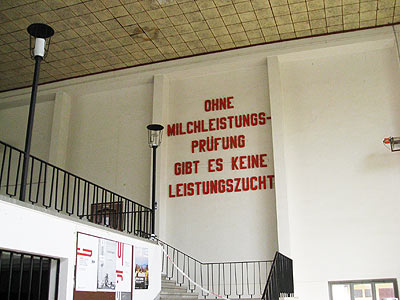 OHNE
MILCHLEISTUNGS-
PRÜFUNG
GIBT ES KEINE
LEISTUNGSZUCHT